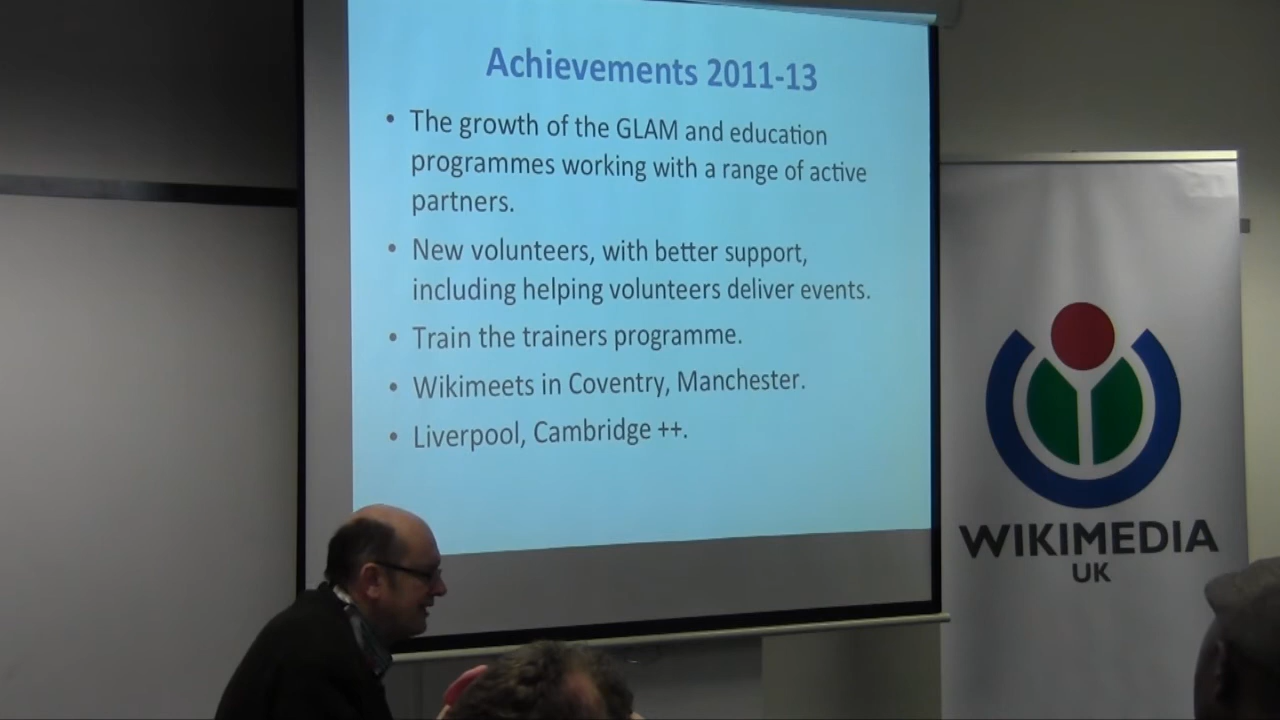 Achievements 2011-13
• The growth of the GLAM and education
programmes working with a range of active
partners.
• New volunteers, with better support,
including helping volunteers deliver events.
• Train the trainers programme.
• Wikimeets in Coventry, Manchester.
• Liverpool, Cambridge ++.
WIKIMEDIA
UK